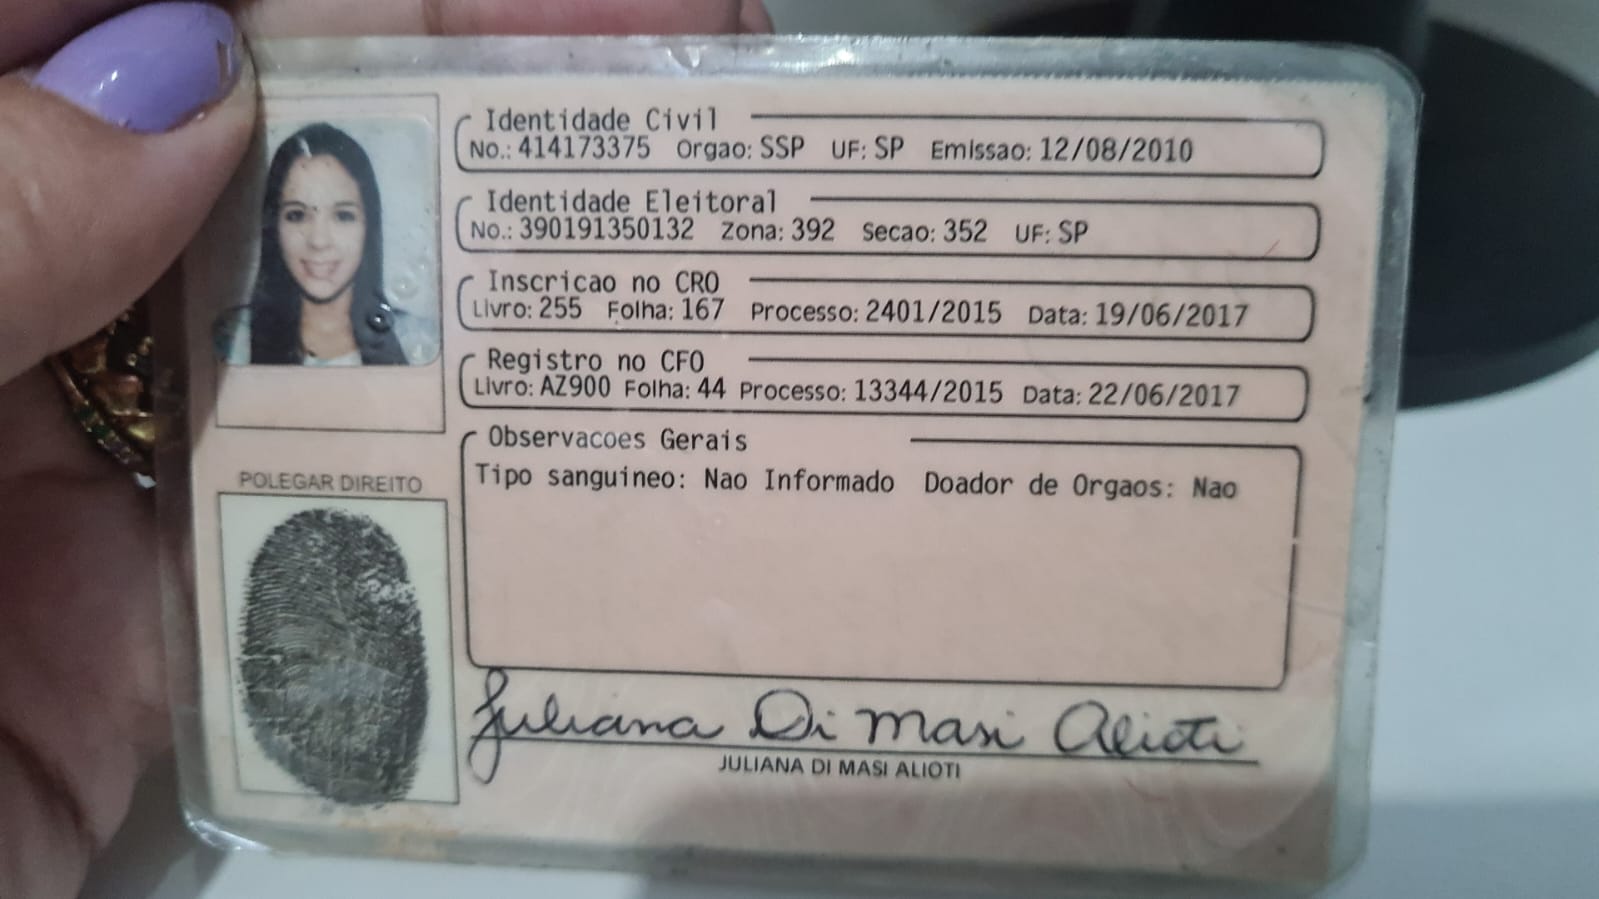 Identidade Civil
No.: 414173375 Orgao: SSP UF: SP Emissao: 12/08/2010
Identidade Eleitoral
No.: 390191350132 Zona: 392 Secao: 352 UF: SP
Inscricao no CRO
Livro: 255 Folha: 167 Processo: 2401/2015 Data: 19/06/2017
Registro no CFO
Livro: AZ900 Folha: 44 Processo: 13344/2015 Data: 22/06/2017
Observacoes Gerais
Tipo sanguineo: Nao Informado Doador de Orgaos: Nao
POLEGAR DIREITO
Juliana Di Masi Alioti
JULIANA DI MASI ALIOTI